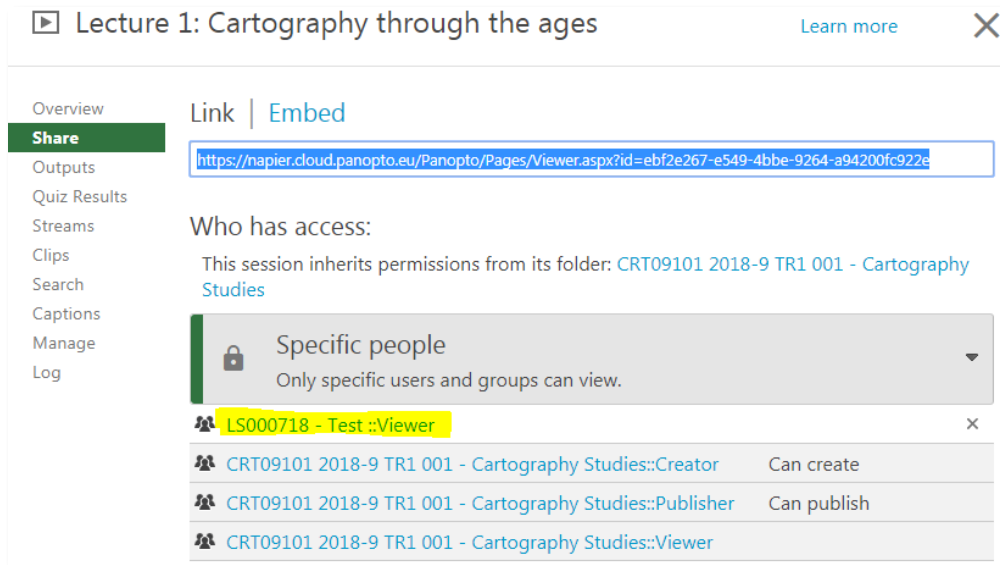 Lecture 1: Cartography through the ages
Learn more
Overview
Share
Outputs
Quiz Results
Streams
Clips
Search
Captions
Manage
Log
Link | Embed
https://napier.cloud.panopto.eu/Panopto/Pages/Viewer.aspx?id=ebf2e267-e549-4bbe-9264-a94200fc922e
Who has access:
This session inherits permissions from its folder: CRT09101 2018-9 TR1 001 - Cartography
Studies
Specific people
Only specific users and groups can view.
LS000718 - Test ::Viewer
CRT09101 2018-9 TR1 001 - Cartography Studies::Creator Can create
CRT09101 2018-9 TR1 001 - Cartography Studies::Publisher Can publish
CRT09101 2018-9 TR1 001 - Cartography Studies::Viewer